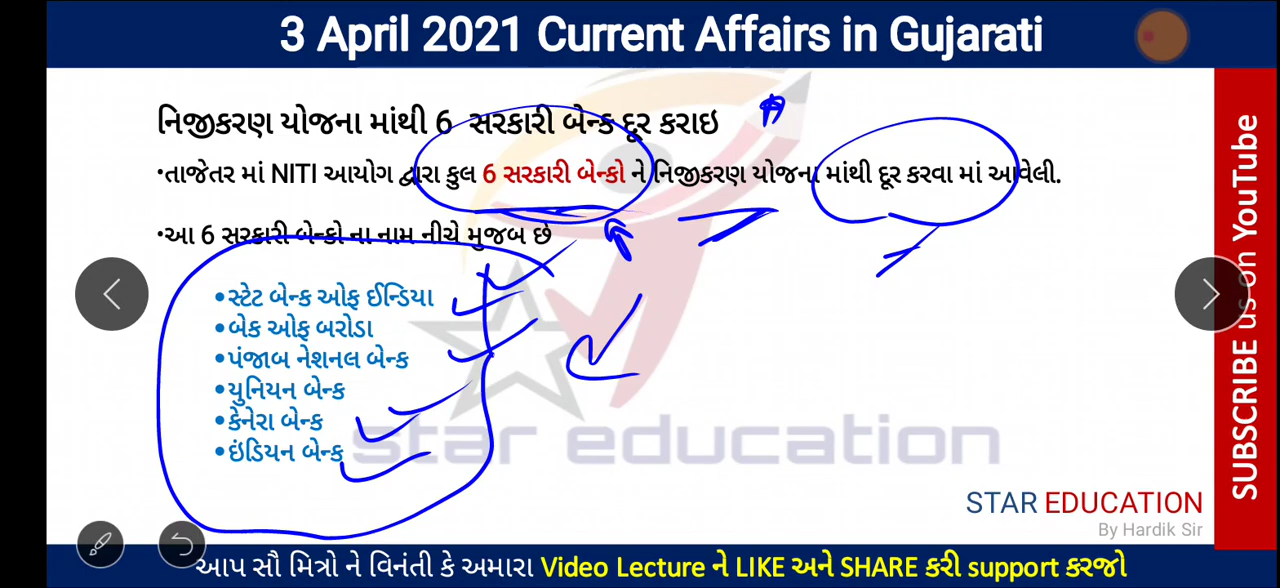 3 April 2021 Current Affairs in Gujarati
નિજીકરણ યોજના માંથી 6 સરકારી બેન્ક દૂર કરાઇ
•તાજેતર માં NITI આયોગ દ્વારા કુલ 6 સરકારી બેન્કો ને નિજીકરણ યોજના માંથી દૂર કરવા માં આવેલી.
•આ 6 સરકારી બેન્કો ના નામ નીચે મુજબ છે
•સ્ટેટ બેન્ક ઓફ ઈન્ડિયા
•બેક ઓફ બરોડા
•પંજાબ નેશનલ બેન્ક
•યુનિયન બેન્ક
•કેનેરા બેન્ક
•ઇંડિયન બેન્ક
star education
STAR EDUCATION
By Hardik Sir
SUBSCRIBE us on YouTube
આપ સૌ મિત્રો ને વિનંતી કે અમારા Video Lecture ને LIKE અને SHARE કરી support કરજો